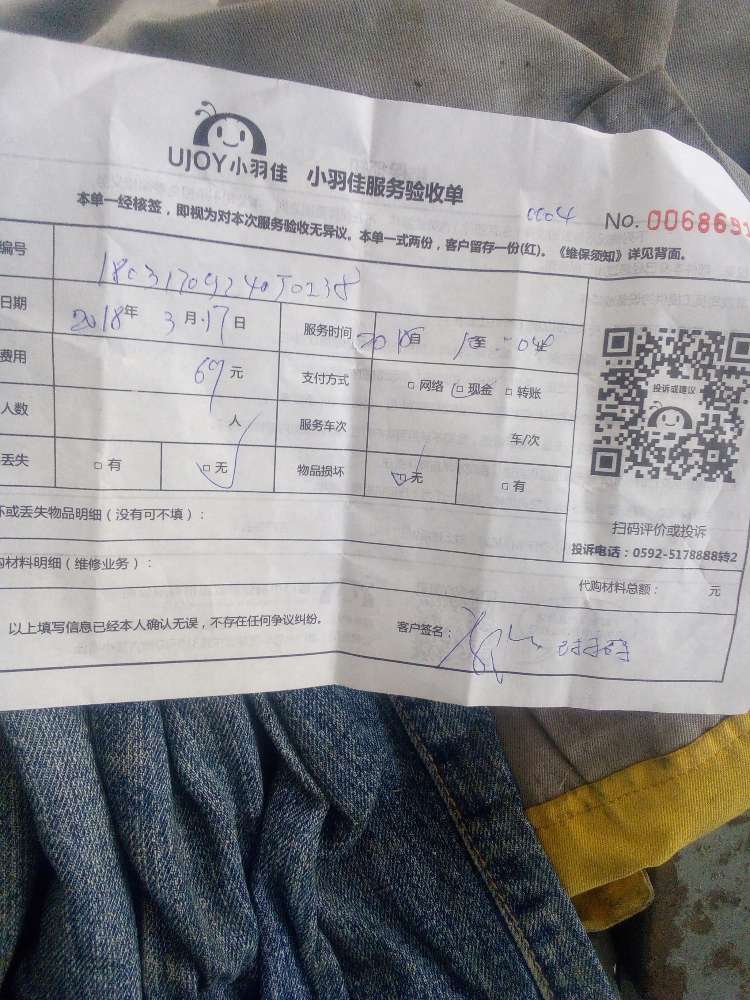 UJOY小羽佳 小羽佳服务验收单
0004 No. 0068691
本单一经核签，即视为对本次服务验收无异议。本单一式两份，客户留存一份(红)。《维保须知》详见背面。
编号
日期 2018年 3月17日 服务时间 自 至
费用 69元 支付方式 □ 网络 □ 现金 □ 转账
人数 人 服务车次 车/次
丢失 □ 有 □ 无 物品损坏 □ 无 □ 有
投诉或建议
坏或丢失物品明细（没有可不填）：
扫码评价或投诉
投诉电话：0592-5178888转2
购材料明细（维修业务）：
代购材料总额： 元
以上填写信息已经本人确认无误，不存在任何争议纠纷。 客户签名：